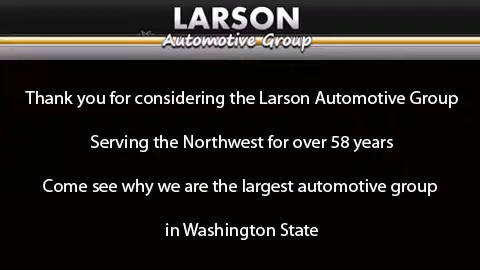 LARSON
Automotive Group
Thank you for considering the Larson Automotive Group
Serving the Northwest for over 58 years
Come see why we are the largest automotive group
in Washington State